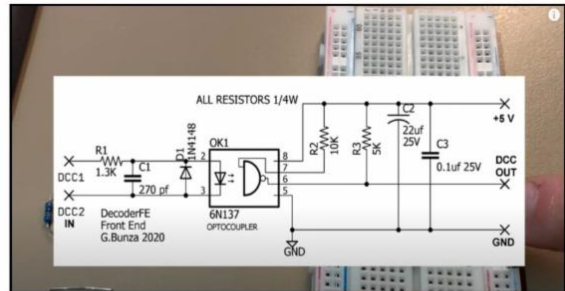 ALL RESISTORS 1/4W
+5 V
C2
22uf
25V
C3
0.1uf 25V
R2
10K
R3
5K
DCC
OUT
GND
GND
OK1
8
7
6
5
2
3
6N137
OPTOCOUPLER
D1
1N4148
R1
1.3K
C1
270 pf
DCC1
DCC2
IN
DecoderFE
Front End
G.Bunza 2020